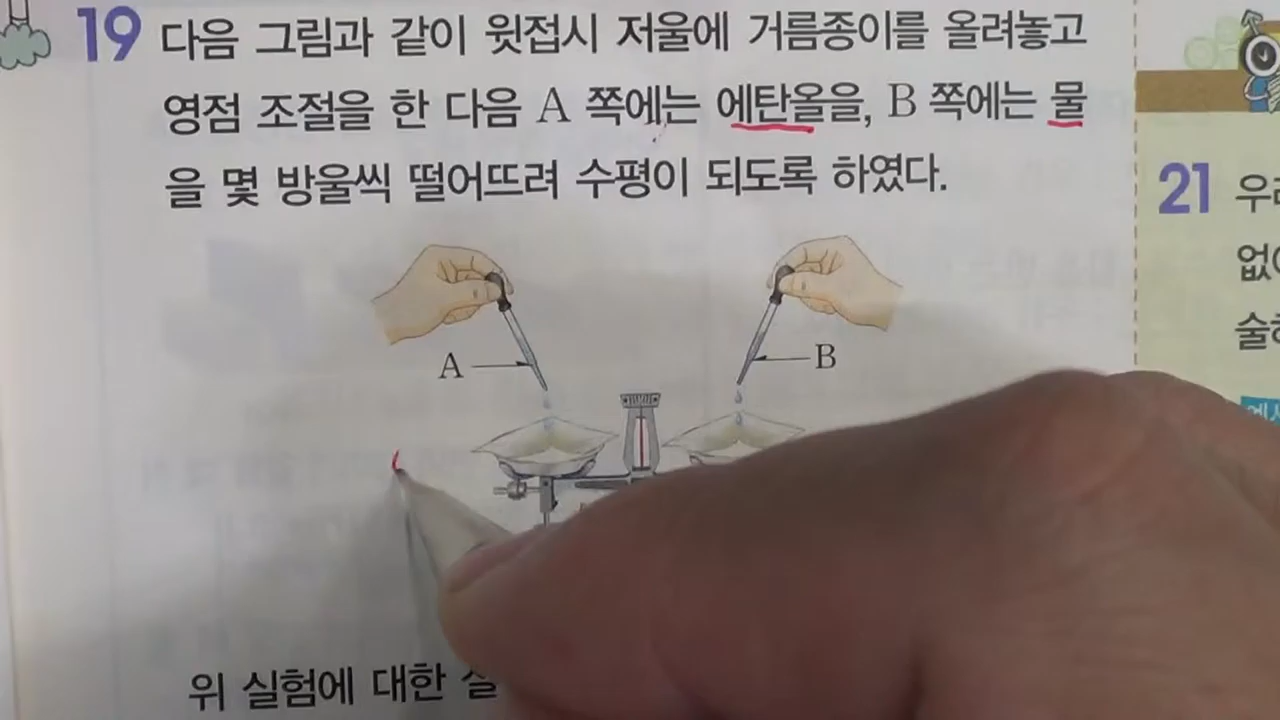 19 다음 그림과 같이 윗접시 저울에 거름종이를 올려놓고
영점 조절을 한 다음 A 쪽에는 에탄올을, B 쪽에는 물
을 몇 방울씩 떨어뜨려 수평이 되도록 하였다.
A
B
위 실험에 대한
21
없